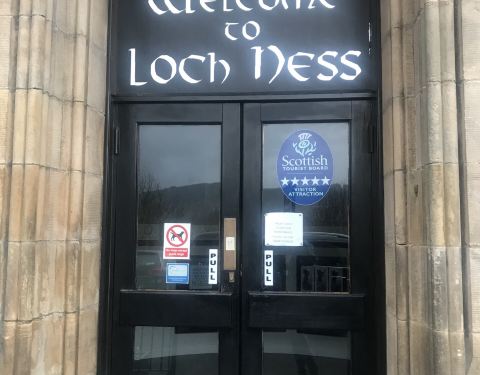 Welcome
to
Loch Ness
Scottish
TOURIST BOARD
★★★★★
VISITOR
ATTRACTION
PULL
PULL